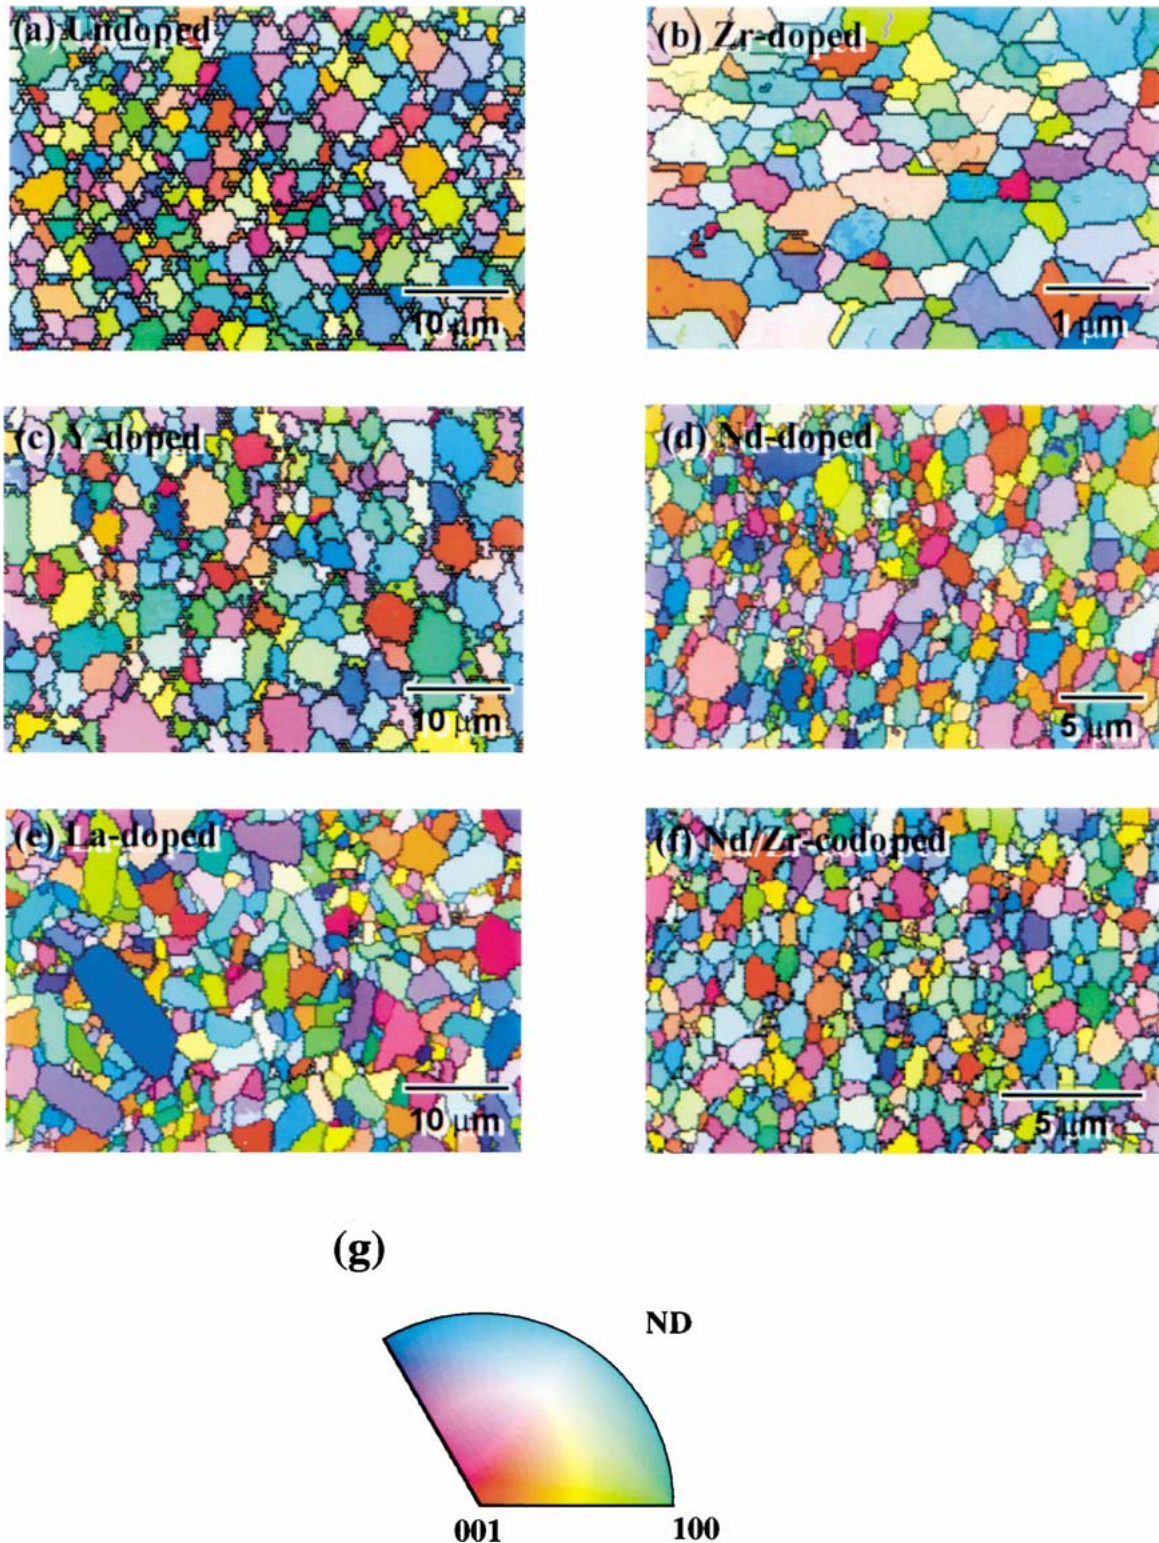 (a) Undoped
(b) Zr-doped
10 μm
1 μm
(c) Y-doped
(d) Nd-doped
10 μm
5 μm
(e) La-doped
(f) Nd/Zr-codoped
10 μm
5 μm
(g)
ND
001
100